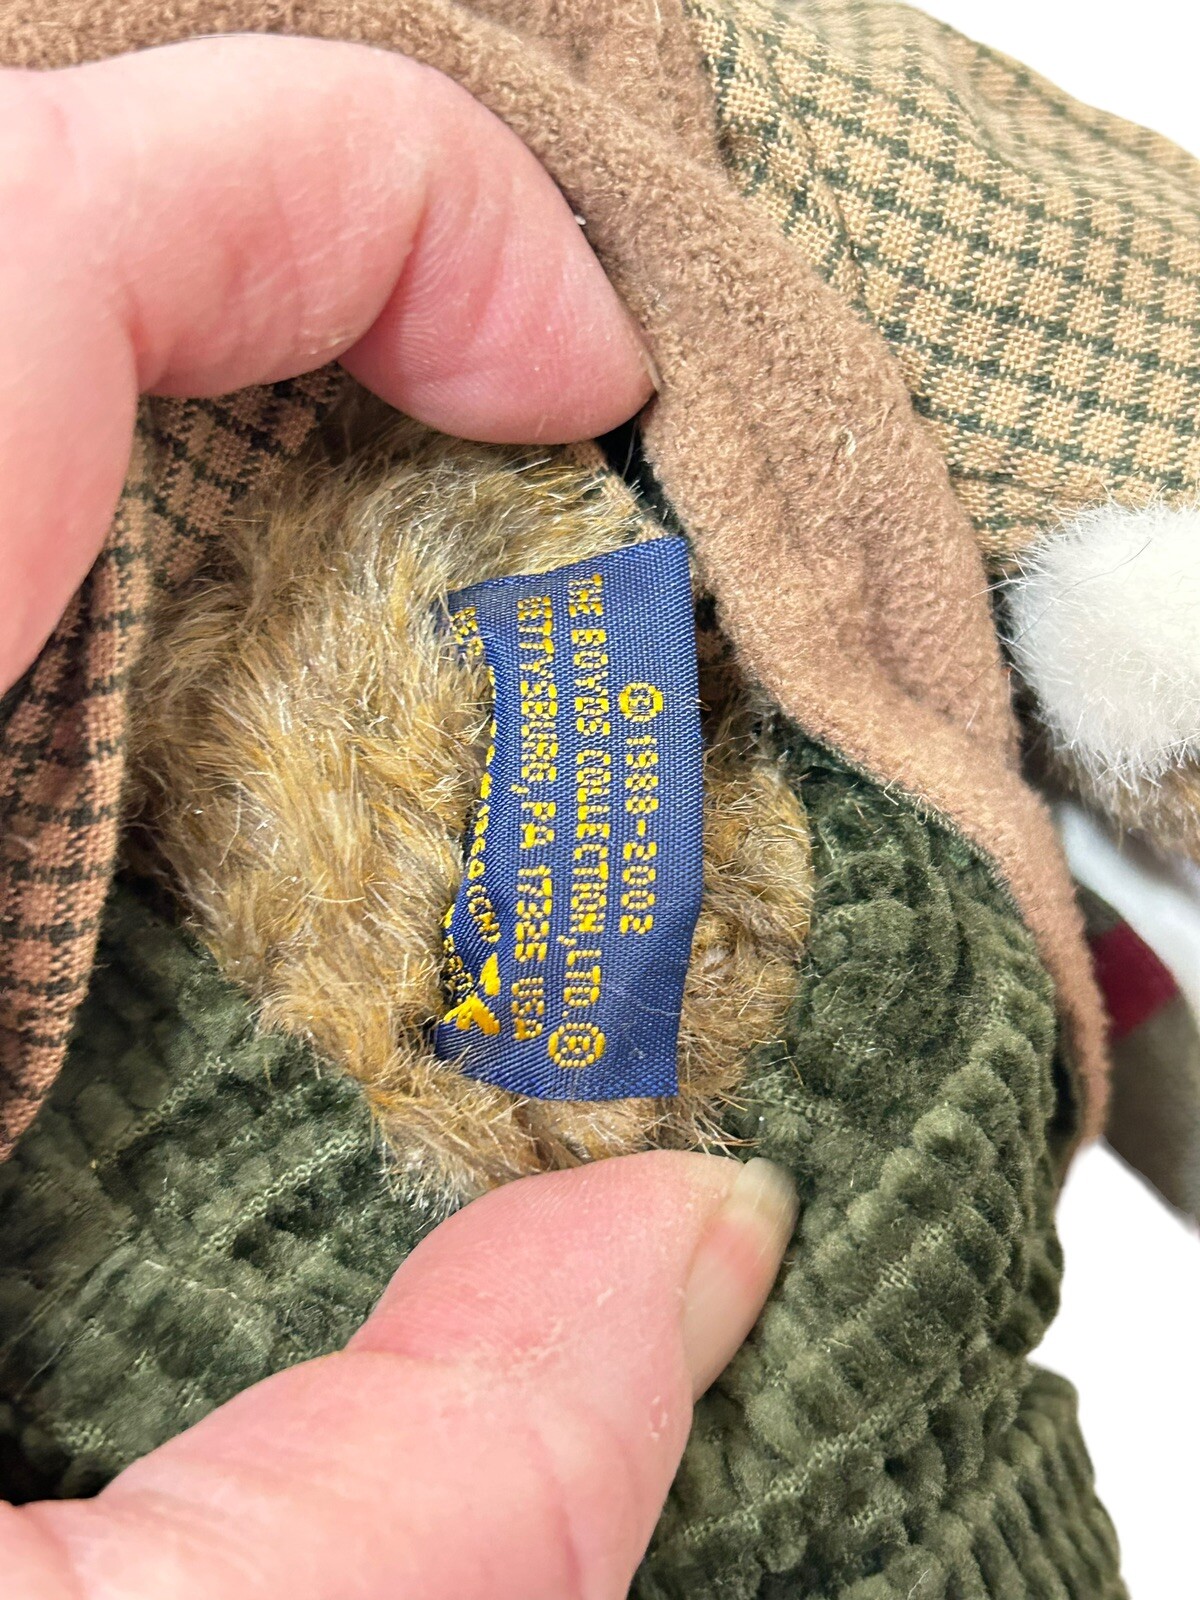 © 1988-2002
THE BOYDS COLLECTION, LTD.®
GETTYSBURG, PA 17325 USA